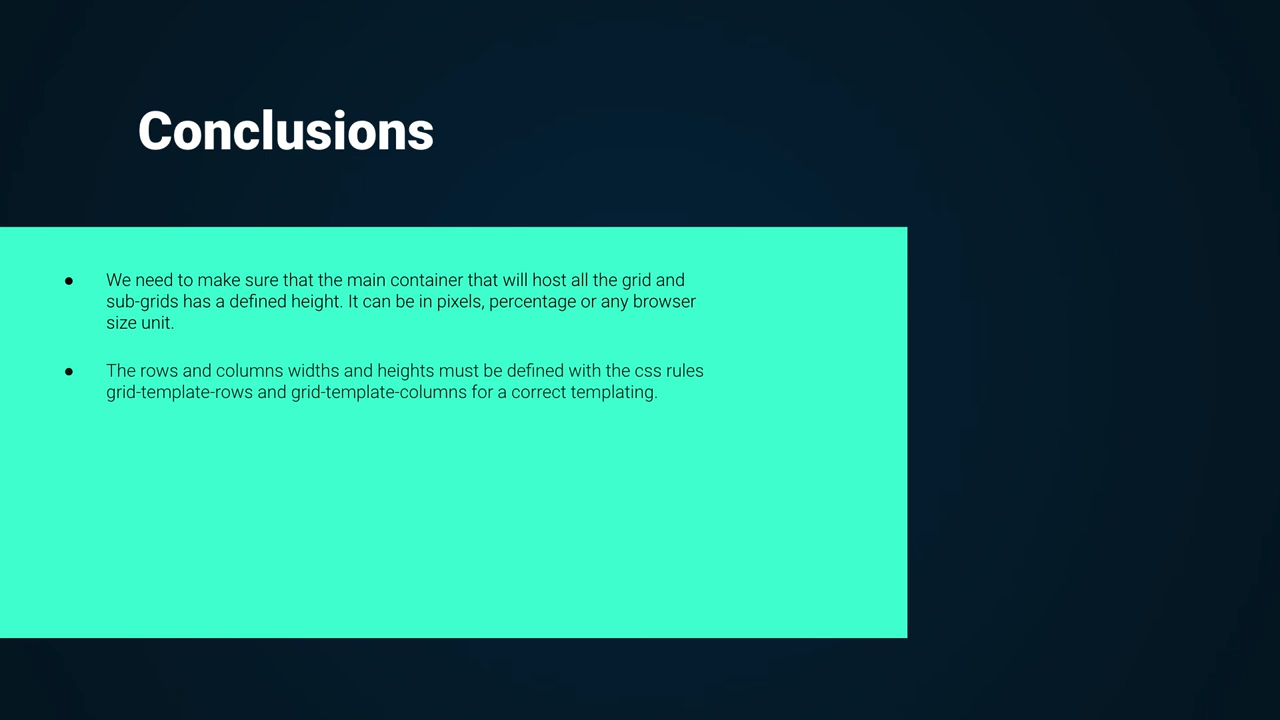 Conclusions
● We need to make sure that the main container that will host all the grid and
sub-grids has a defined height. It can be in pixels, percentage or any browser
size unit.
● The rows and columns widths and heights must be defined with the css rules
grid-template-rows and grid-template-columns for a correct templating.